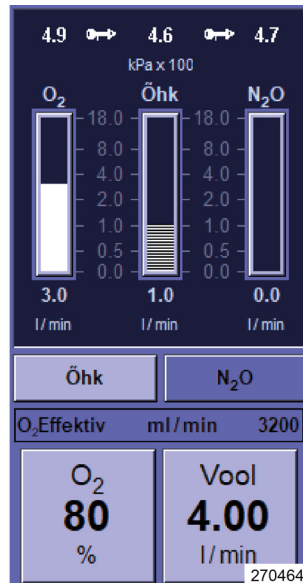 4.9 4.6 4.7
kPa x 100
O₂ Õhk N₂O
18.0 18.0
8.0 8.0
4.0 4.0
2.0 2.0
1.0 1.0
0.5 0.5
0.0 0.0
3.0 1.0 0.0
l/min l/min l/min
Õhk N₂O
O₂Effektiv ml/min 3200
O₂ Vool
80 4.00
% l/min
270464